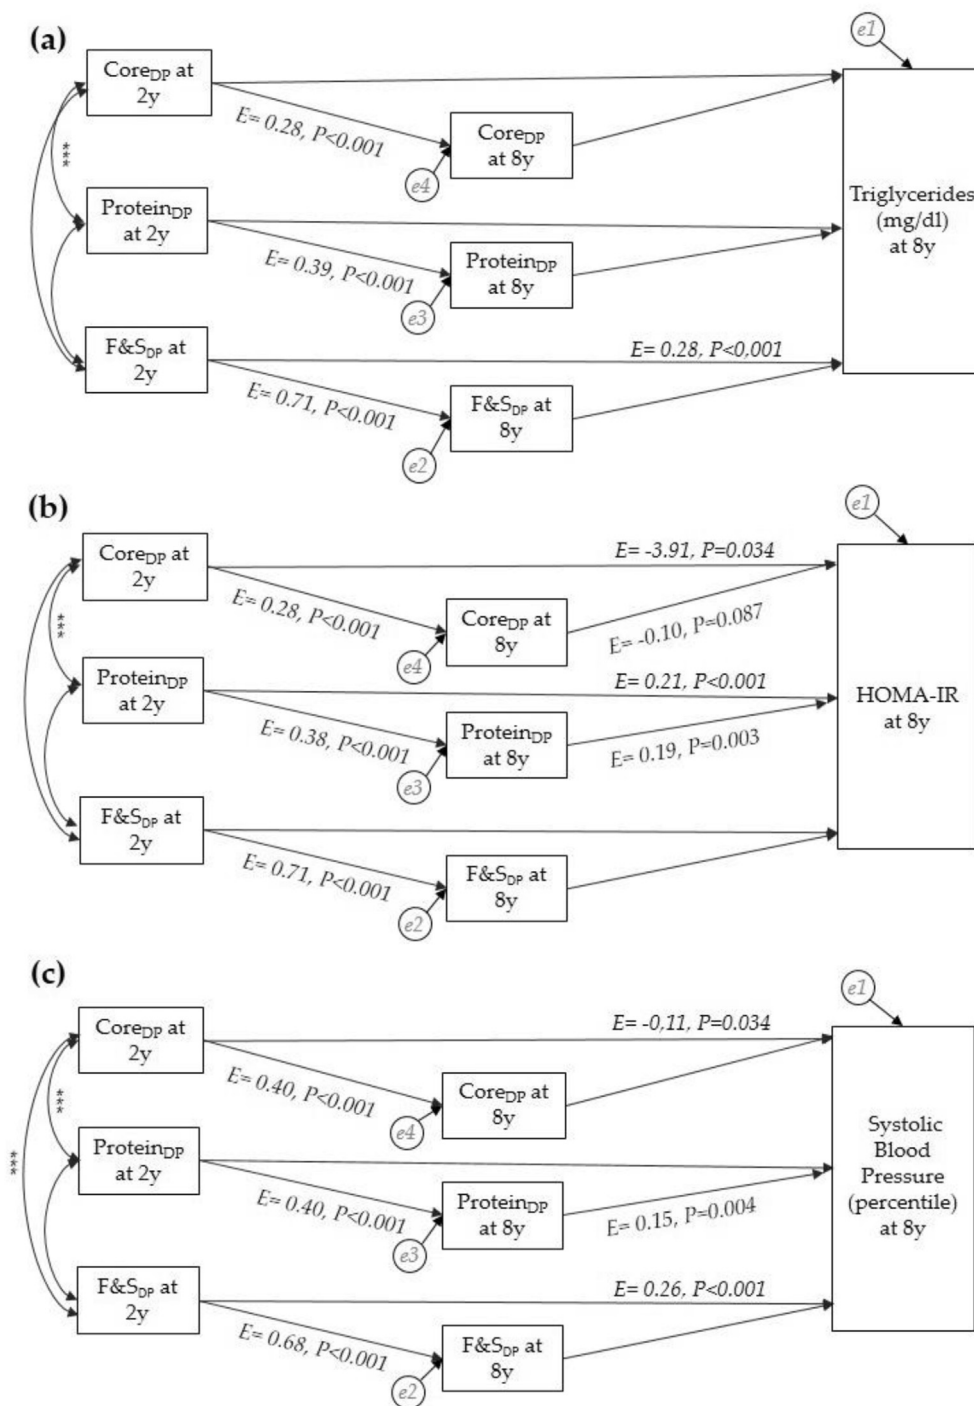 (a)
e1
Core_DP at
2y
E= 0.28, P<0.001
Core_DP
at 8y
e4
***
Protein_DP
at 2y
E= 0.39, P<0.001
Protein_DP
at 8y
e3
Triglycerides
(mg/dl)
at 8y
F&S_DP at
2y
E= 0.28, P<0,001
E= 0.71, P<0.001
F&S_DP at
8y
e2
(b)
e1
Core_DP at
2y
E= -3.91, P=0.034
E= 0.28, P<0.001
Core_DP at
8y
E= -0.10, P=0.087
e4
***
Protein_DP
at 2y
E= 0.21, P<0.001
E= 0.38, P<0.001
Protein_DP
at 8y
E= 0.19, P=0.003
e3
HOMA-IR
at 8y
F&S_DP at
2y
E= 0.71, P<0.001
F&S_DP at
8y
e2
(c)
e1
Core_DP at
2y
E= -0,11, P=0.034
E= 0.40, P<0.001
Core_DP at
8y
e4
***
***
Protein_DP
at 2y
E= 0.40, P<0.001
Protein_DP
at 8y
E= 0.15, P=0.004
e3
Systolic
Blood
Pressure
(percentile)
at 8y
F&S_DP at
2y
E= 0.26, P<0.001
E= 0.68, P<0.001
F&S_DP at
8y
e2